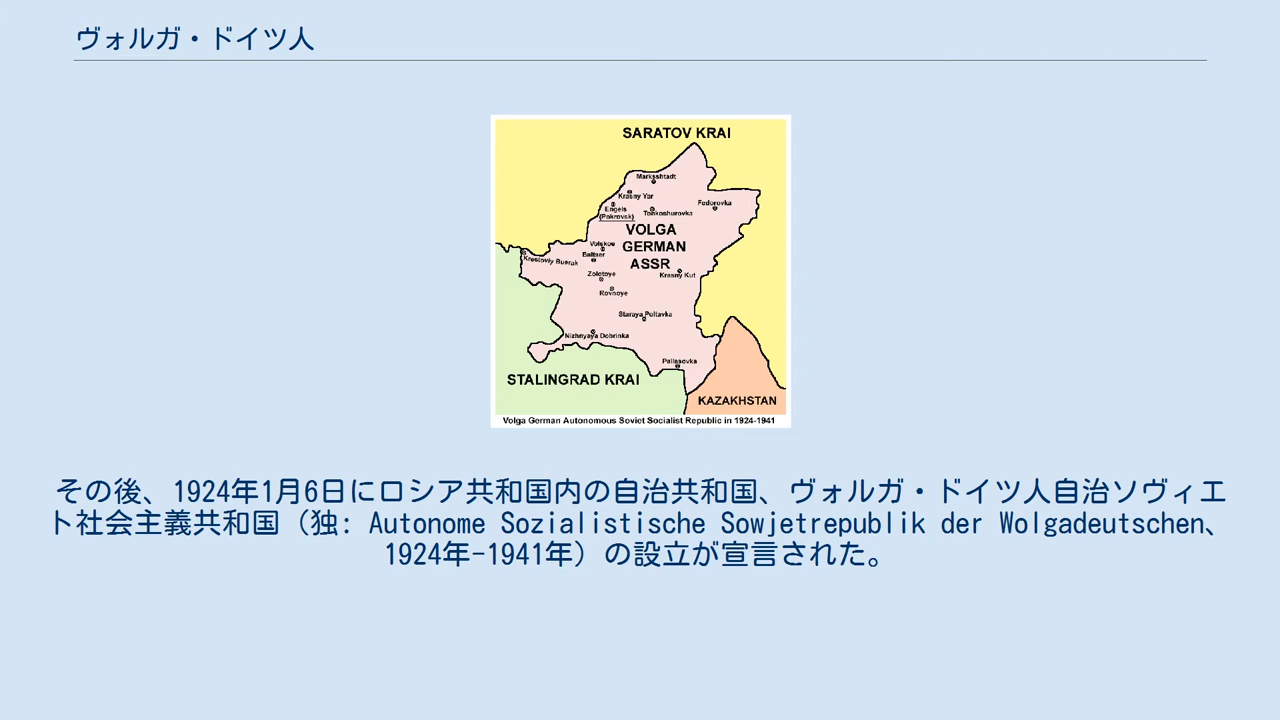 ヴォルガ・ドイツ人
SARATOV KRAI
Marksshtadt
Krasny Yar
Engels
(Pokrovsk)
Tonkoshurovka
Fedorovka
VOLGA
GERMAN
ASSR
Volskoe
Baltser
Krestoviy Buerak
Zolotoye
Krasny Kut
Rovnoye
Staraya Poltavka
Nizhnyaya Dobrinka
Pallasovka
STALINGRAD KRAI
KAZAKHSTAN
Volga German Autonomous Soviet Socialist Republic in 1924-1941
その後、1924年1月6日にロシア共和国内の自治共和国、ヴォルガ・ドイツ人自治ソヴィエ
ト社会主義共和国（独: Autonome Sozialistische Sowjetrepublik der Wolgadeutschen、
1924年-1941年）の設立が宣言された。